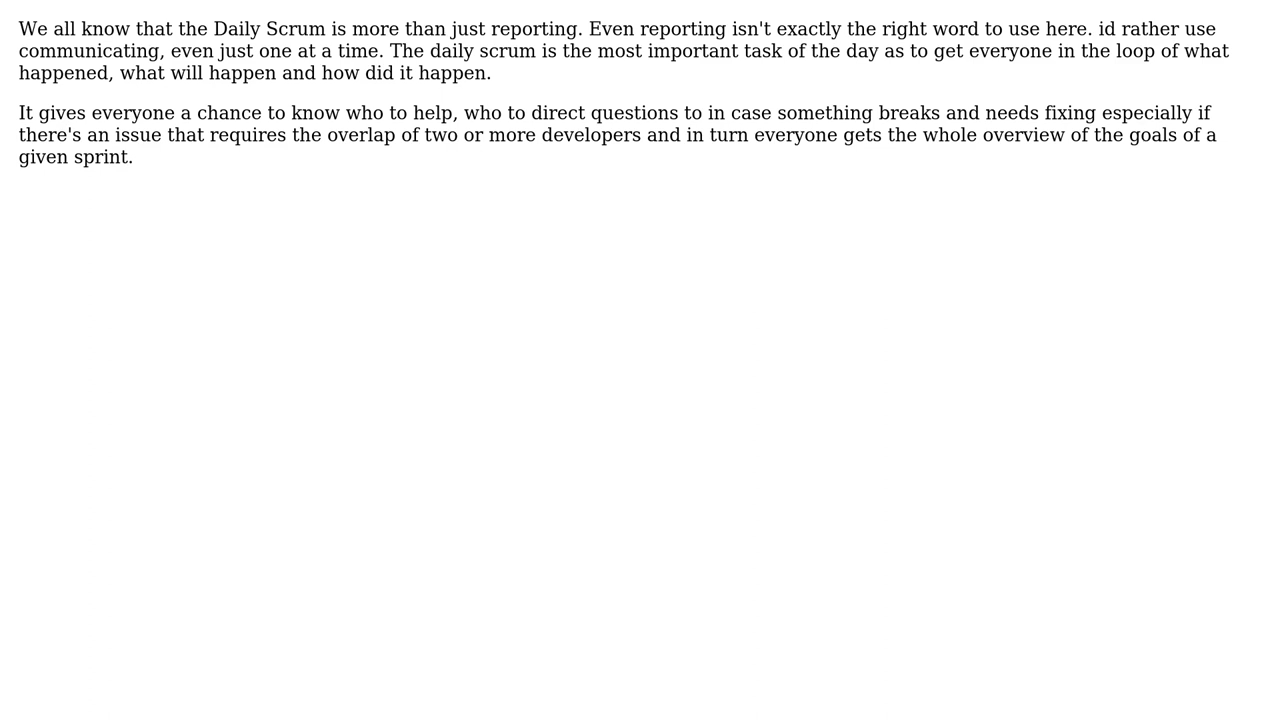 We all know that the Daily Scrum is more than just reporting. Even reporting isn't exactly the right word to use here. id rather use
communicating, even just one at a time. The daily scrum is the most important task of the day as to get everyone in the loop of what
happened, what will happen and how did it happen.
It gives everyone a chance to know who to help, who to direct questions to in case something breaks and needs fixing especially if
there's an issue that requires the overlap of two or more developers and in turn everyone gets the whole overview of the goals of a
given sprint.